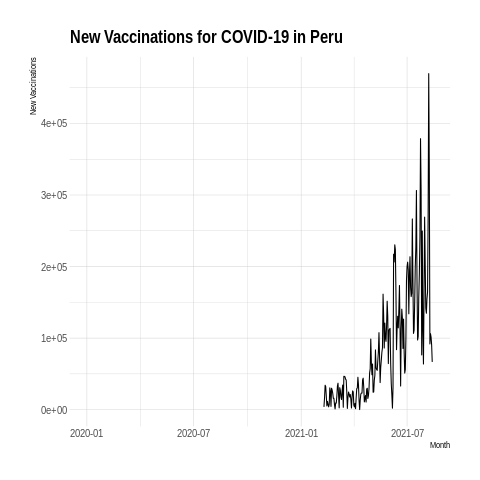 New Vaccinations for COVID-19 in Peru
New Vaccinations
4e+05
3e+05
2e+05
1e+05
0e+00
2020-01 2020-07 2021-01 2021-07
Month